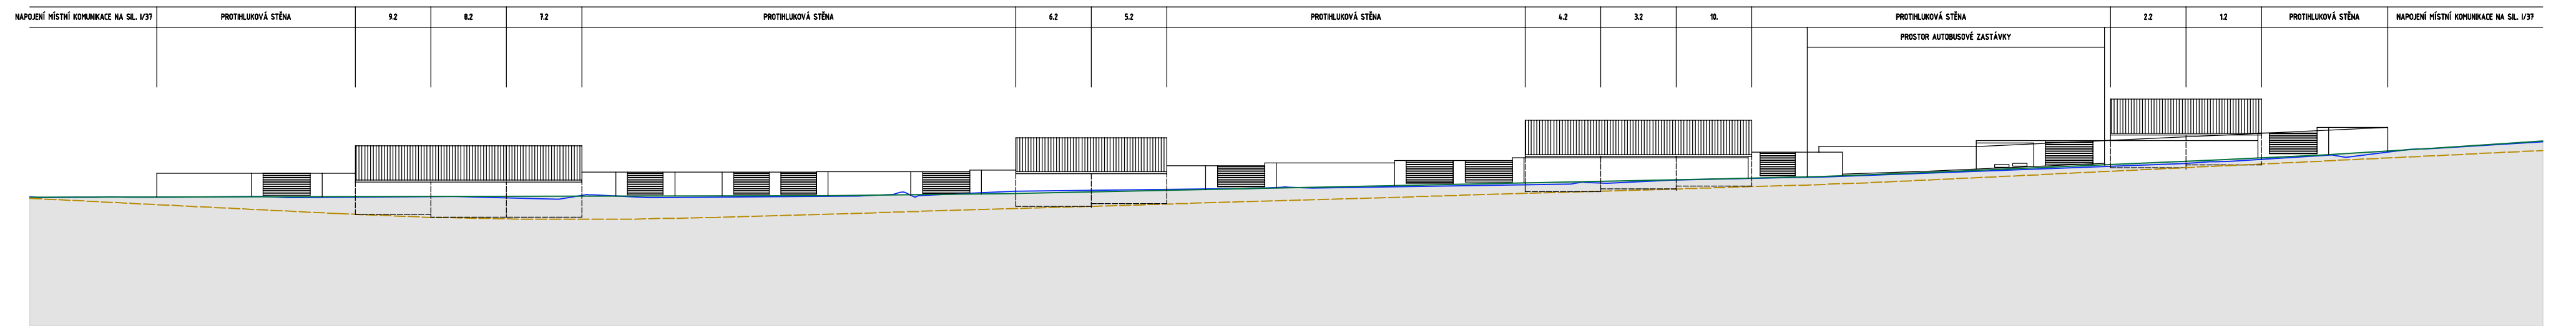 NAPOJENÍ MÍSTNÍ KOMUNIKACE NA SIL. I/37 PROTIHLUKOVÁ STĚNA 9.2 8.2 7.2 PROTIHLUKOVÁ STĚNA 6.2 5.2 PROTIHLUKOVÁ STĚNA 4.2 3.2 10. PROTIHLUKOVÁ STĚNA 2.2 1.2 PROTIHLUKOVÁ STĚNA NAPOJENÍ MÍSTNÍ KOMUNIKACE NA SIL. I/37
PROSTOR AUTOBUSOVÉ ZASTÁVKY